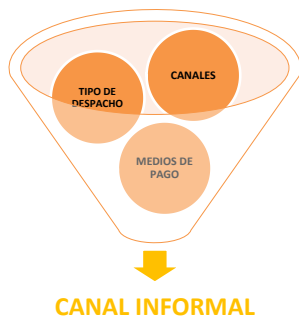 CANALES
TIPO DE
DESPACHO
MEDIOS DE
PAGO
CANAL INFORMAL